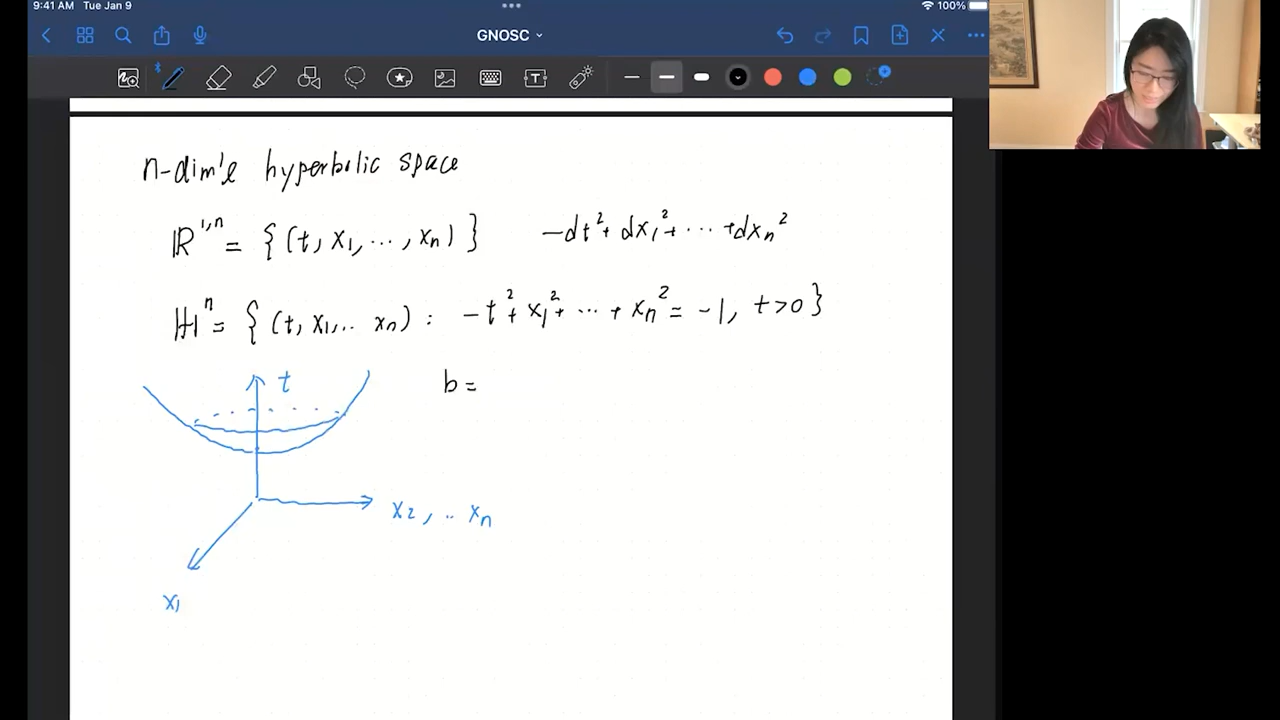 9:41 AM Tue Jan 9
100%
GNOSC
n-dim'l hyperbolic space
ℝ^{1,n} = {(t, x₁, ..., xₙ)} -dt² + dx₁² + ... + dxₙ²
ℍⁿ = {(t, x₁, .. xₙ) : -t² + x₁² + ... + xₙ² = -1, t>0}
t
b =
x₂, .. xₙ
x₁